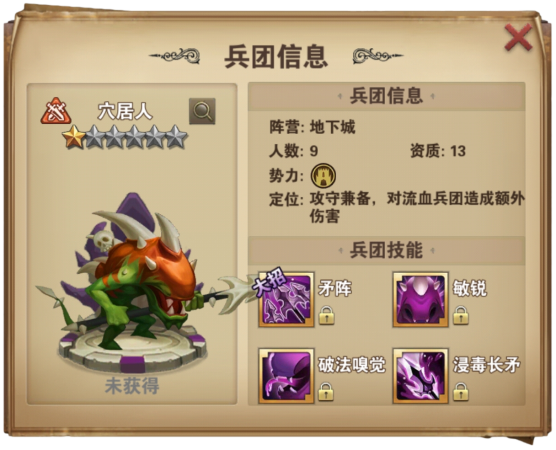 兵团信息
穴居人
未获得
兵团信息
阵营: 地下城
人数: 9 资质: 13
势力:
定位: 攻守兼备，对流血兵团造成额外
伤害
兵团技能
大招 矛阵 敏锐
破法嗅觉 浸毒长矛